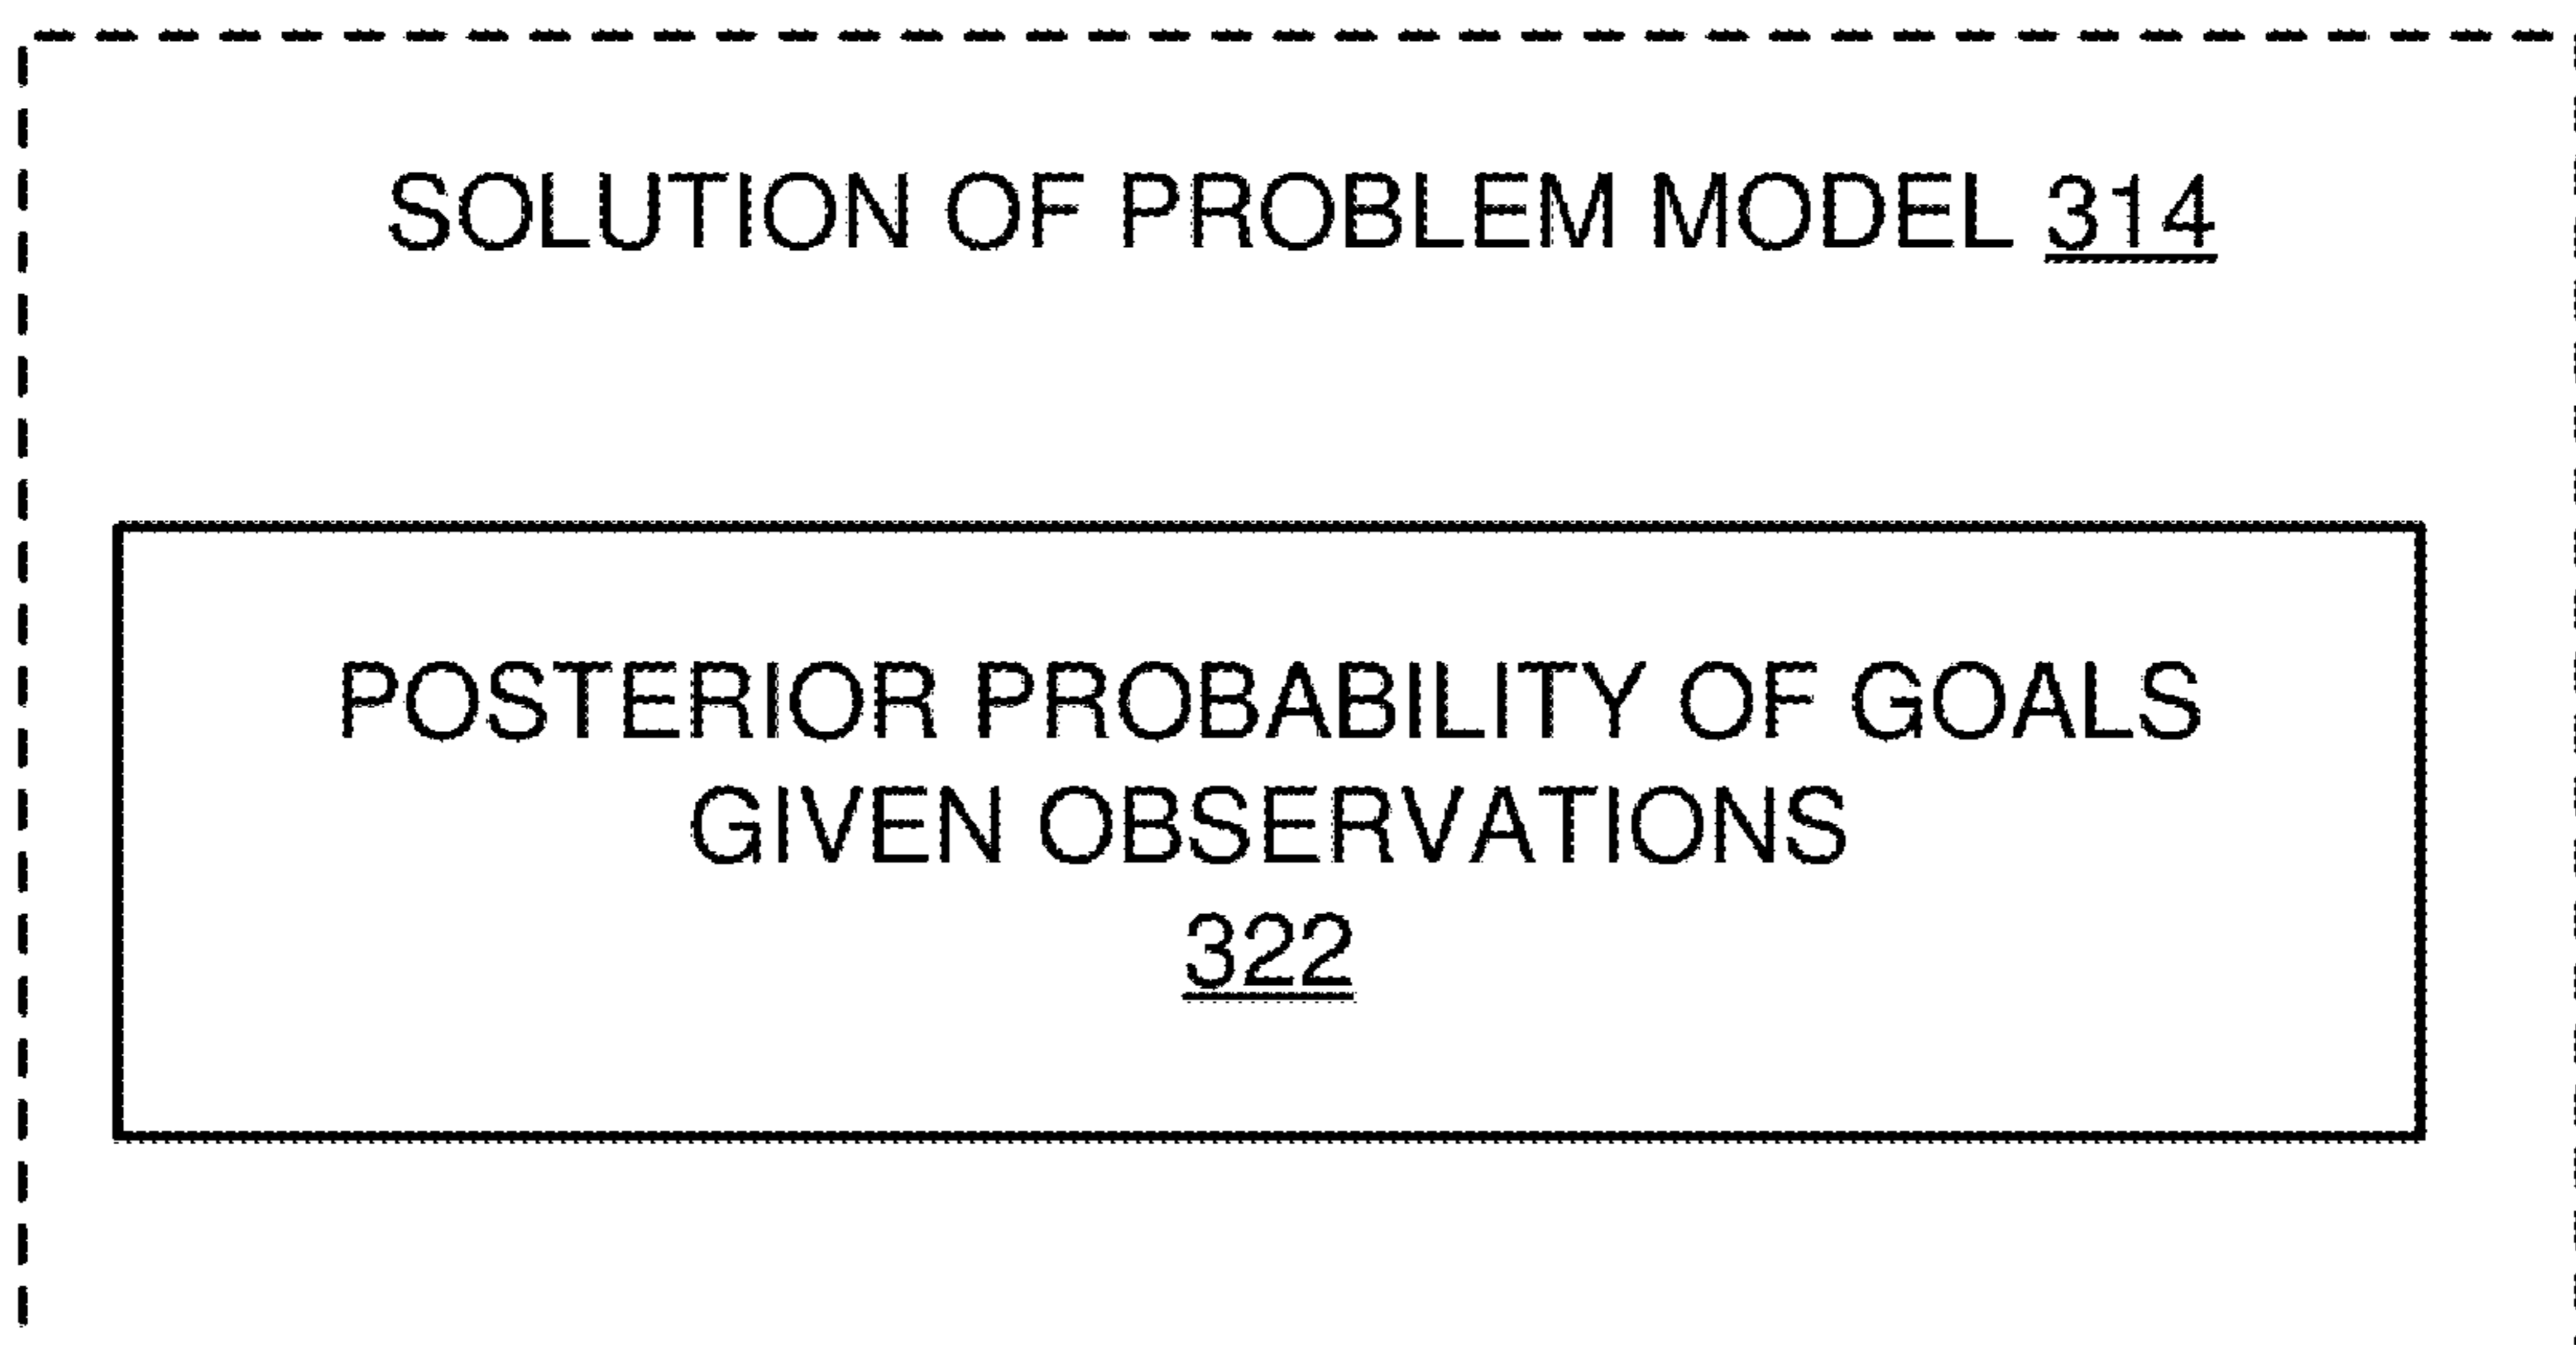 SOLUTION OF PROBLEM MODEL 314
POSTERIOR PROBABILITY OF GOALS
GIVEN OBSERVATIONS
322